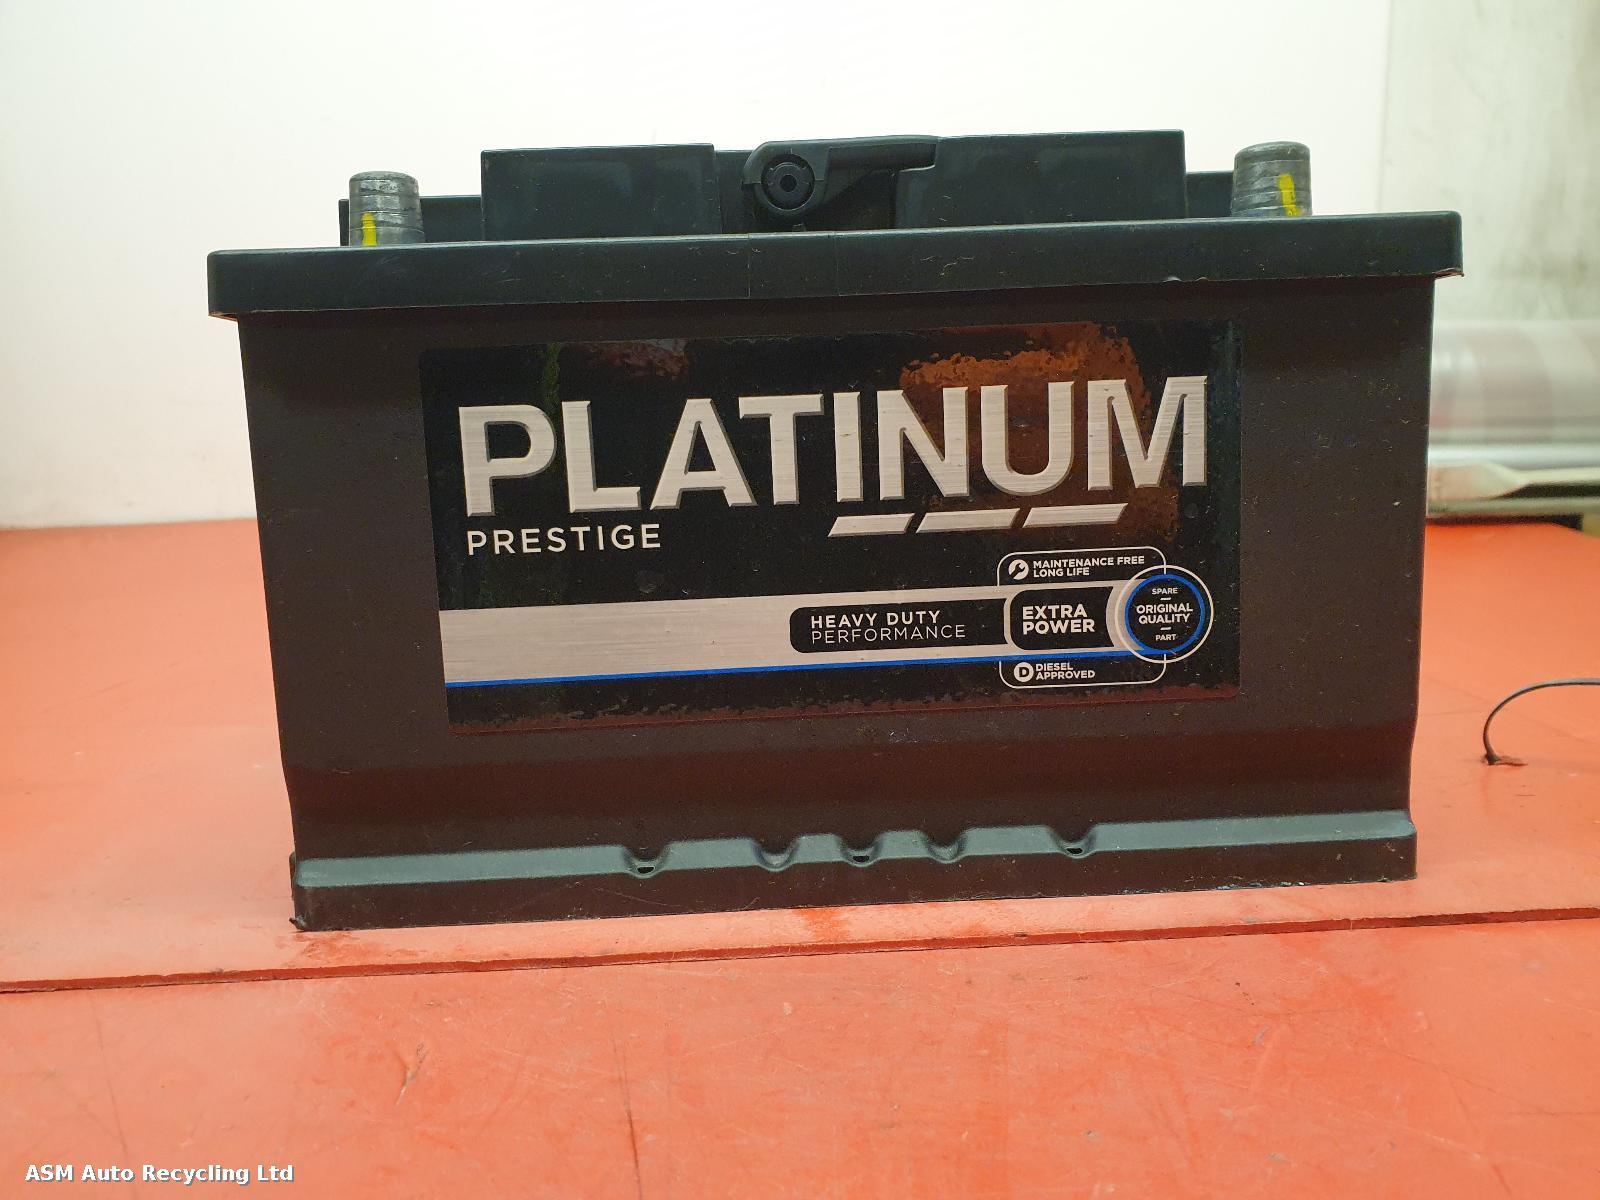 PLATINUM
PRESTIGE
MAINTENANCE FREE
LONG LIFE
HEAVY DUTY
PERFORMANCE
EXTRA
POWER
SPARE
ORIGINAL
QUALITY
PART
D DIESEL
APPROVED
ASM Auto Recycling Ltd